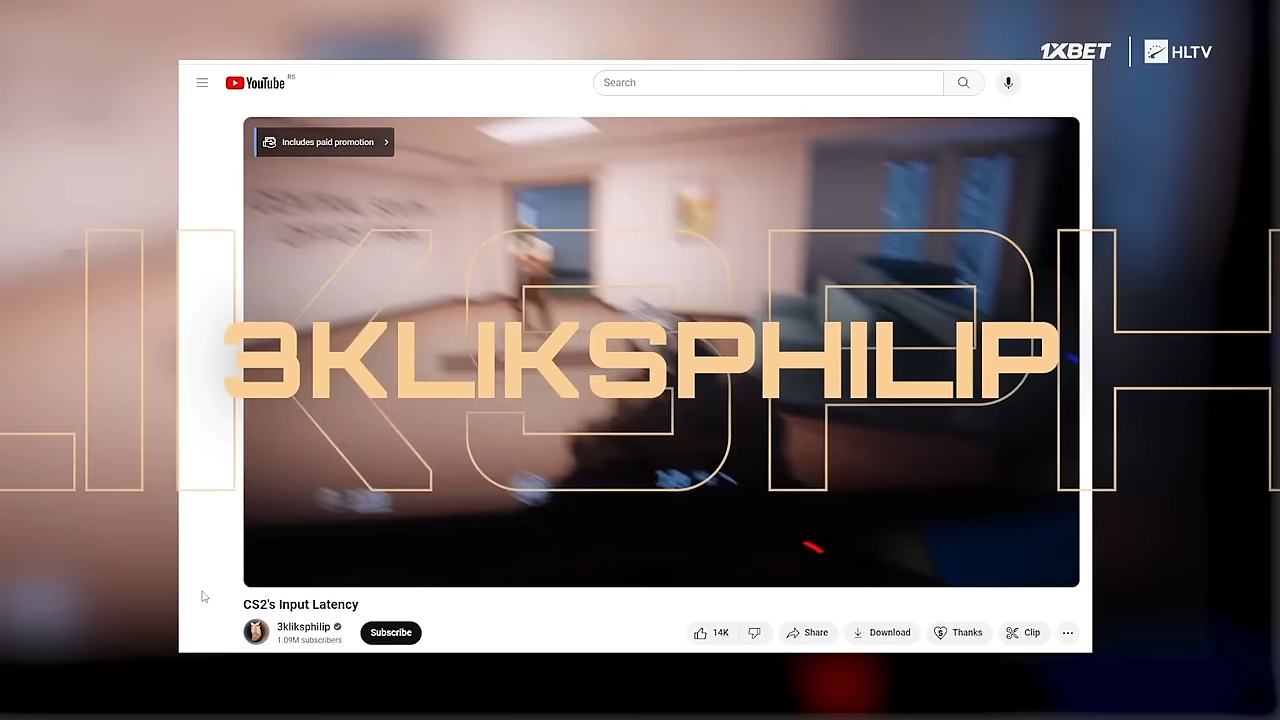 1XBET | HLTV
YouTube RS
Search
Includes paid promotion
3KLIKSPHILIP
CS2's Input Latency
3kliksphilip
1.09M subscribers
Subscribe
14K
Share
Download
Thanks
Clip